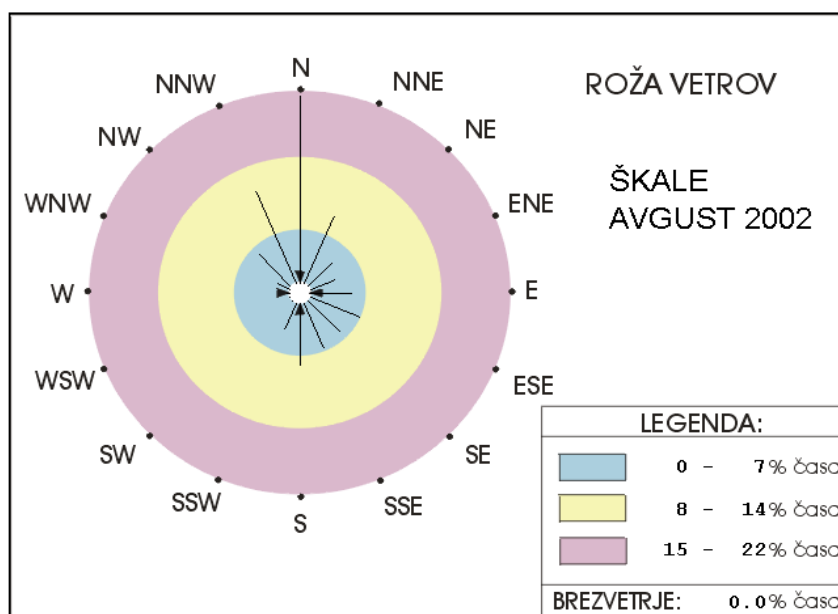 ROŽA VETROV
ŠKALE
AVGUST 2002
N
NNE
NE
ENE
E
ESE
SE
SSE
S
SSW
SW
WSW
W
WNW
NW
NNW
LEGENDA:
0 - 7% časa
8 - 14% časa
15 - 22% časa
BREZVETRJE: 0.0% časa